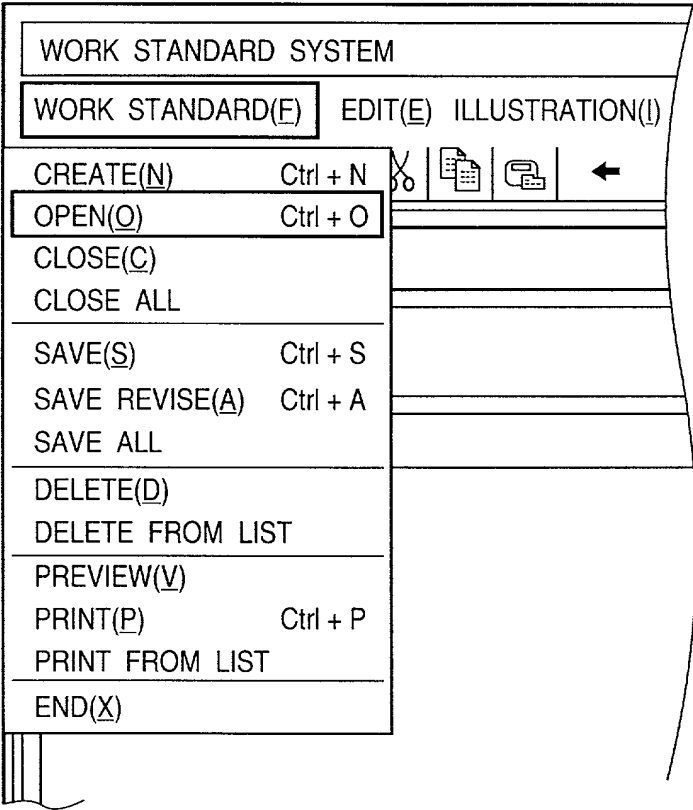 WORK STANDARD SYSTEM
WORK STANDARD(F) EDIT(E) ILLUSTRATION(I)
CREATE(N) Ctrl + N
OPEN(O) Ctrl + O
CLOSE(C)
CLOSE ALL
SAVE(S) Ctrl + S
SAVE REVISE(A) Ctrl + A
SAVE ALL
DELETE(D)
DELETE FROM LIST
PREVIEW(V)
PRINT(P) Ctrl + P
PRINT FROM LIST
END(X)